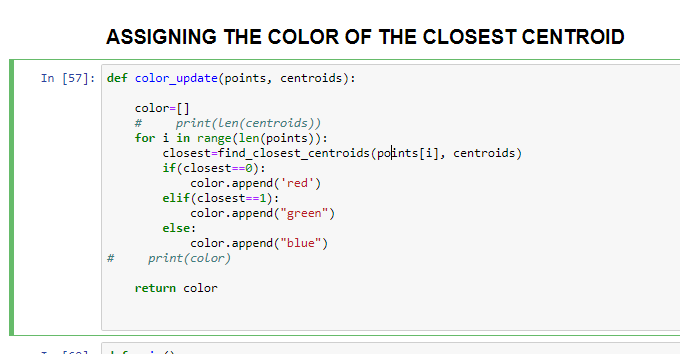 ASSIGNING THE COLOR OF THE CLOSEST CENTROID
In [57]: def color_update(points, centroids):
color=[]
#     print(len(centroids))
for i in range(len(points)):
closest=find_closest_centroids(points[i], centroids)
if(closest==0):
color.append('red')
elif(closest==1):
color.append("green")
else:
color.append("blue")
#     print(color)
return color